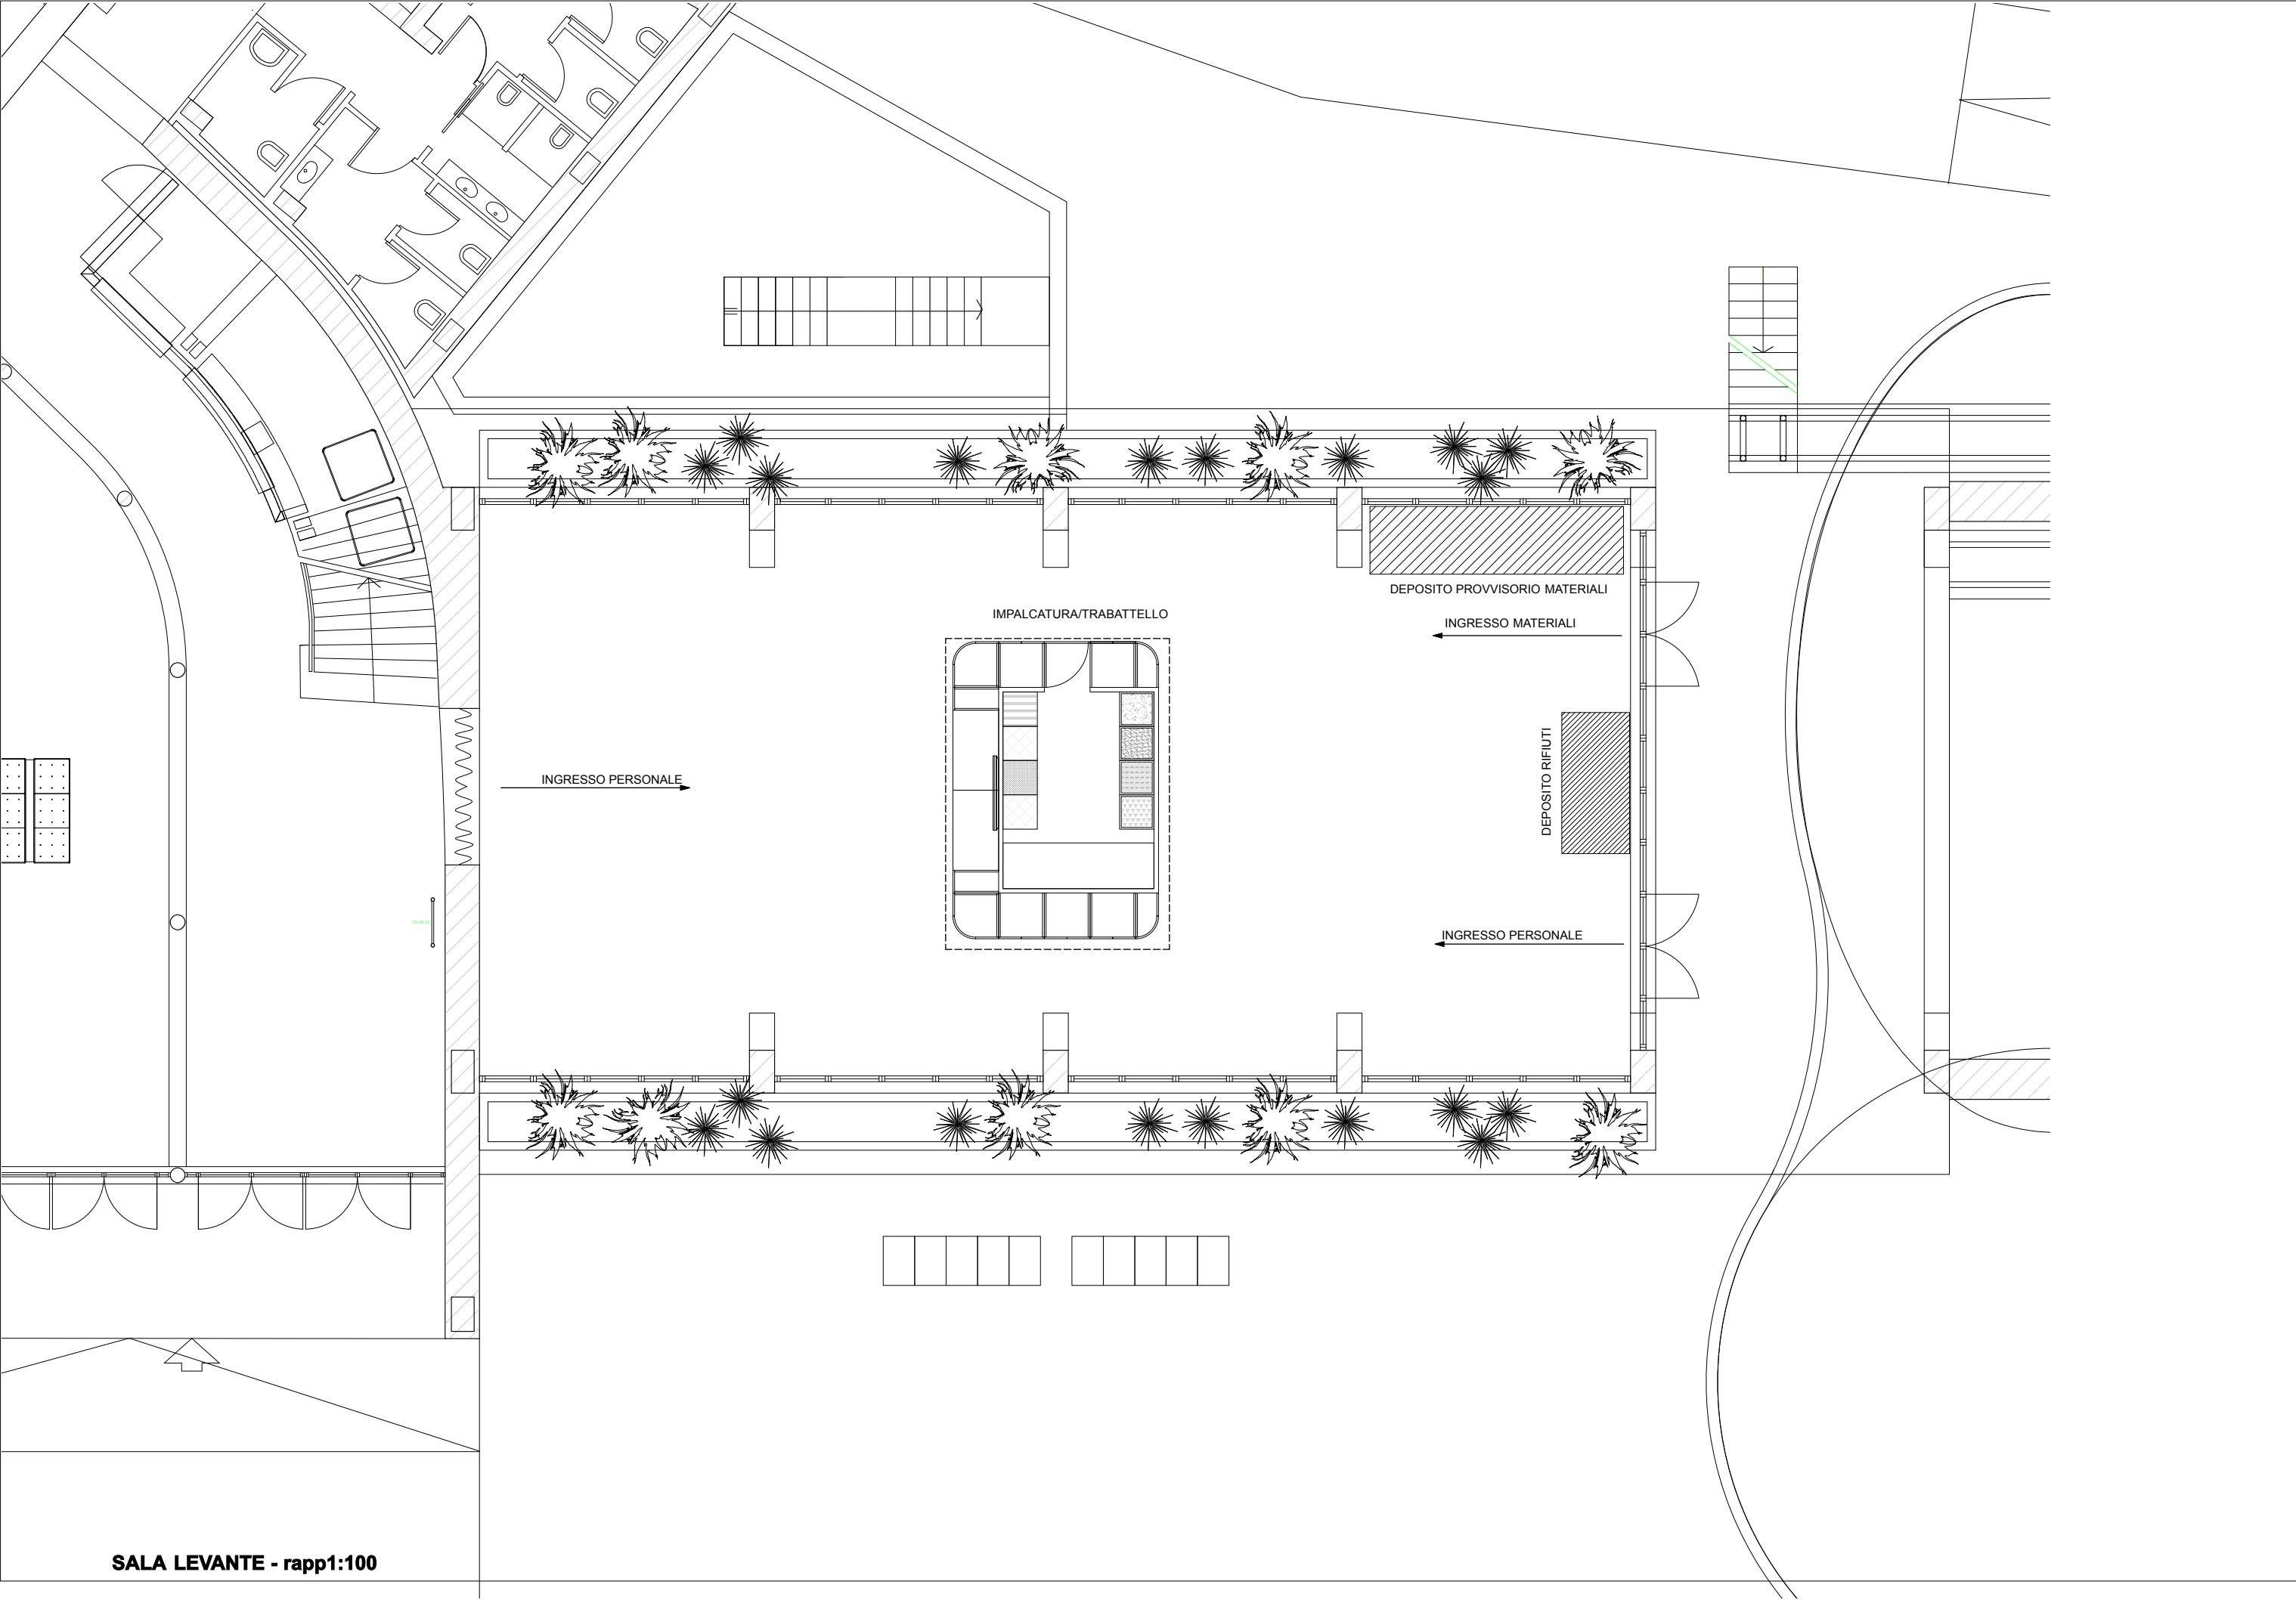 DEPOSITO PROVVISORIO MATERIALI
IMPALCATURA/TRABATTELLO
INGRESSO MATERIALI
INGRESSO PERSONALE
DEPOSITO RIFIUTI
INGRESSO PERSONALE
SALA LEVANTE - rapp1:100